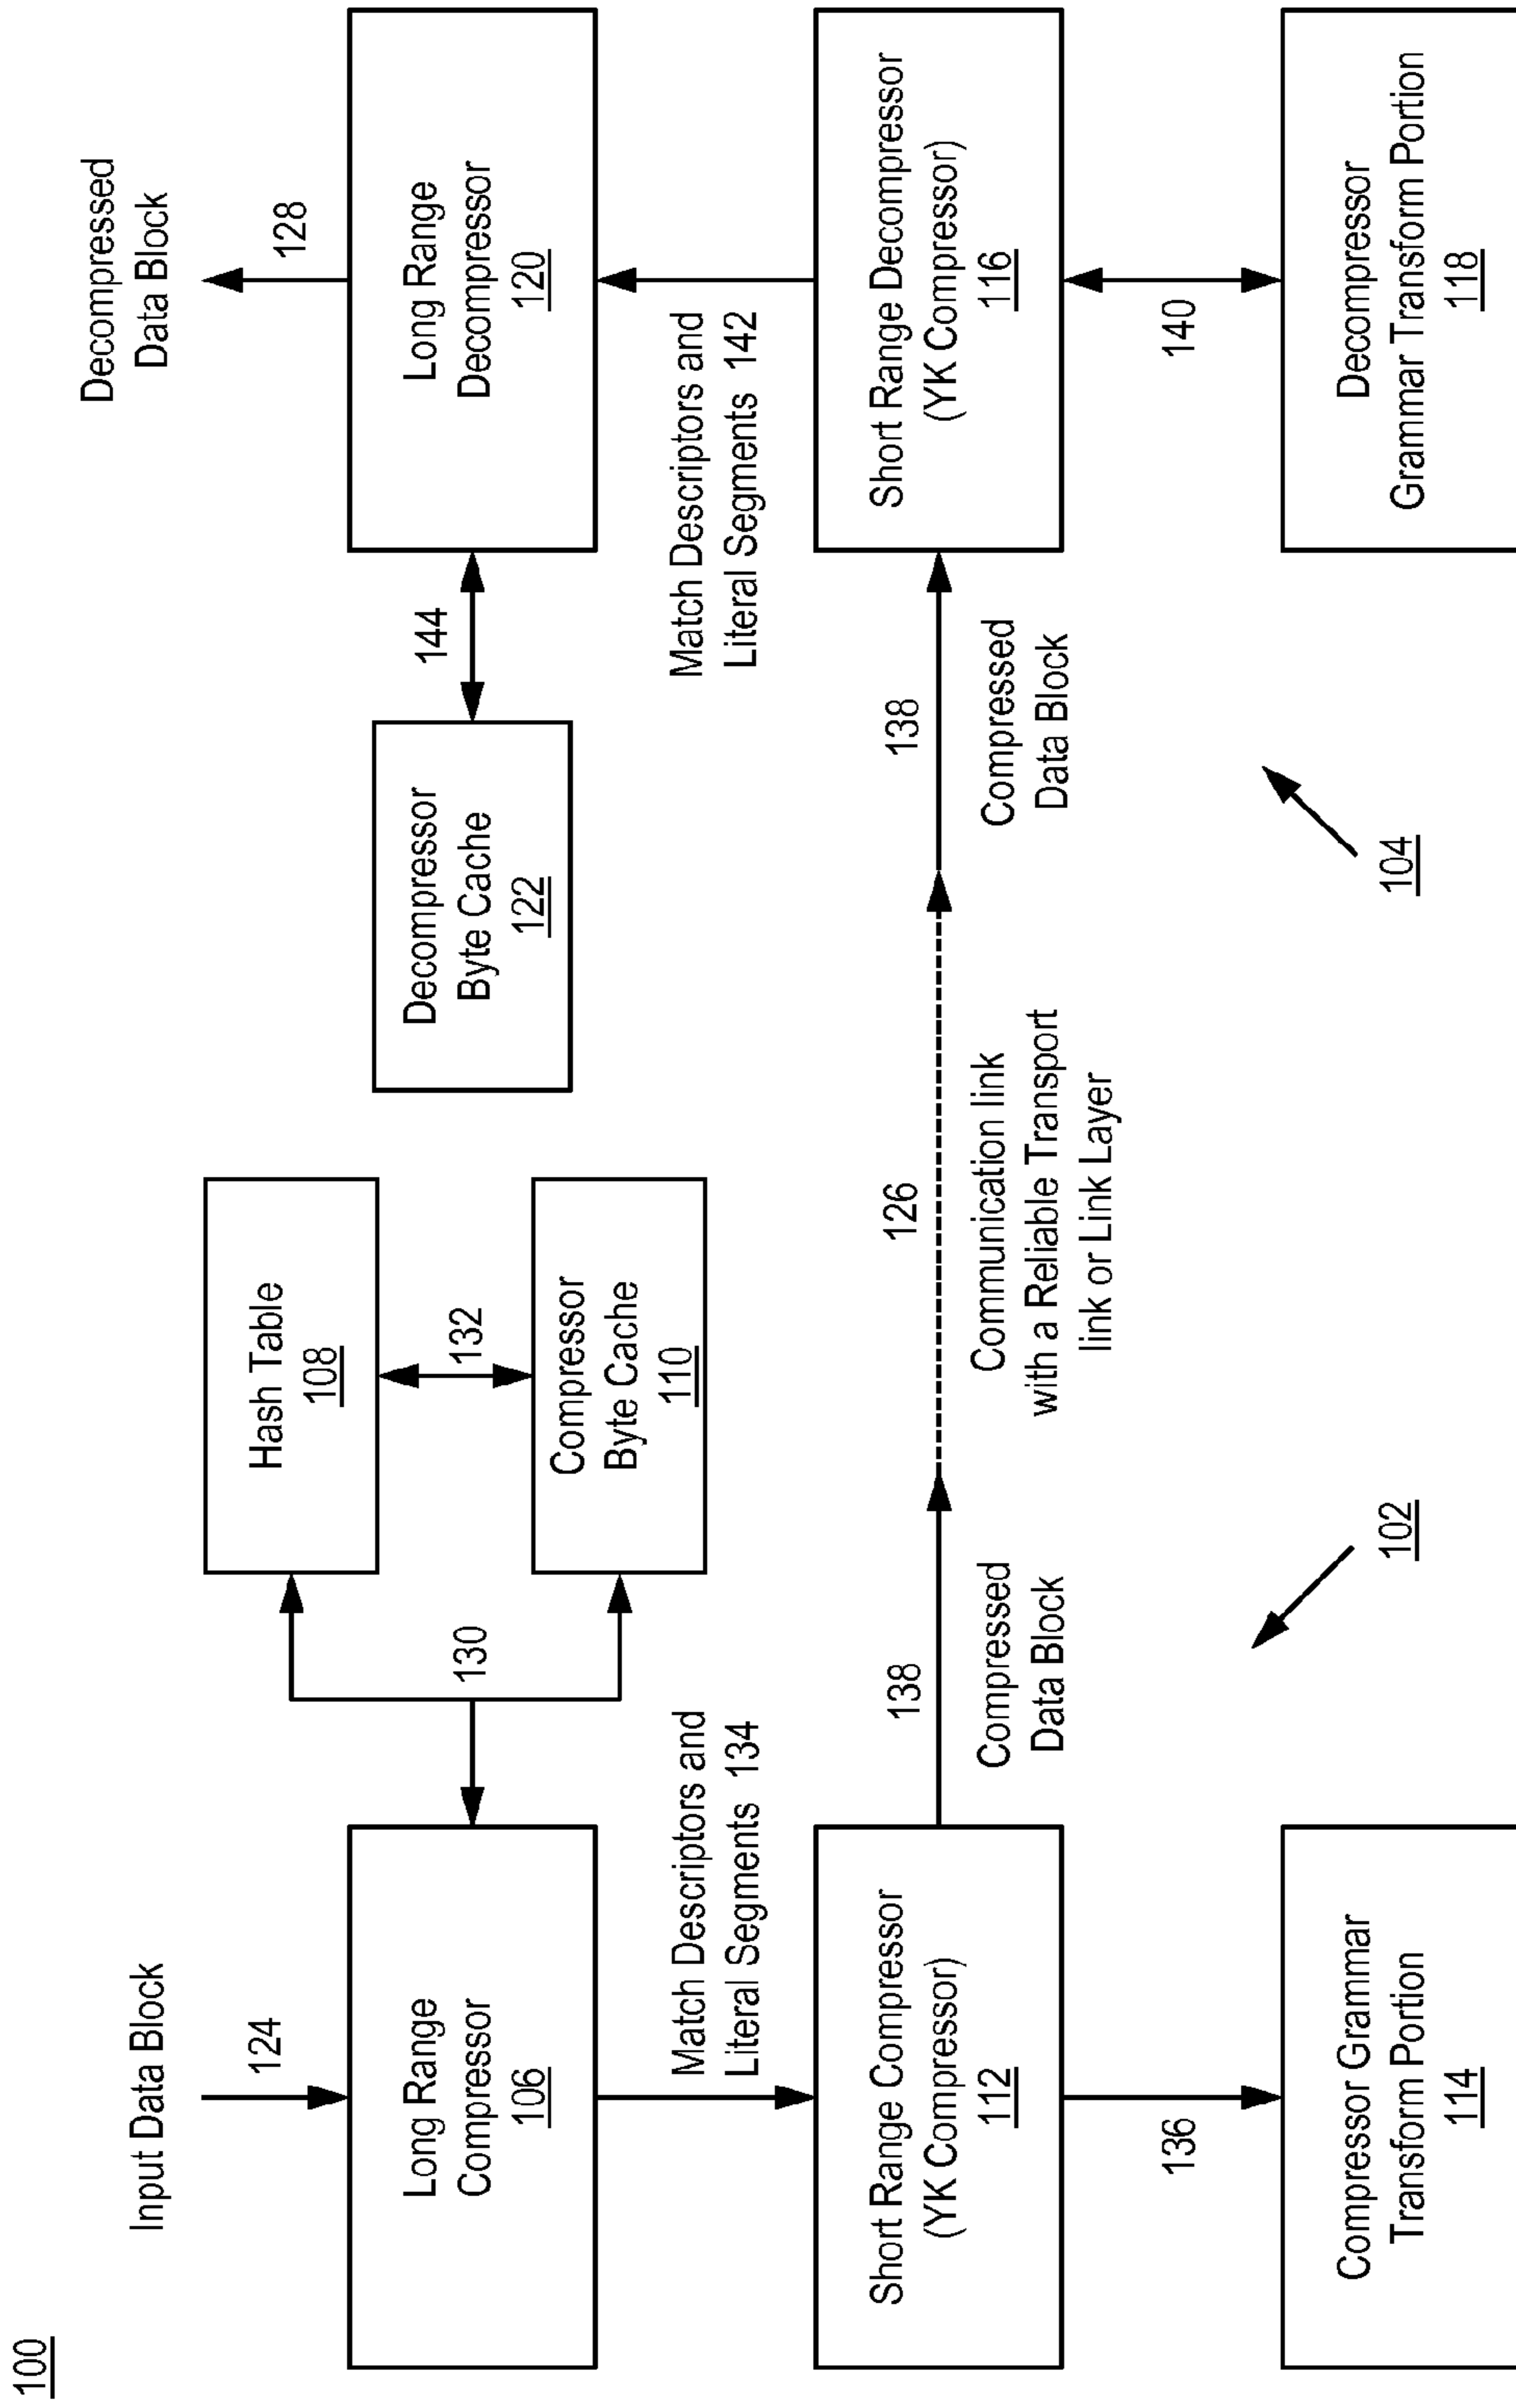 100
Input Data Block
124
Long Range
Compressor
106
130
Hash Table
108
132
Compressor
Byte Cache
110
Match Descriptors and
Literal Segments 134
Short Range Compressor
(YK Compressor)
112
136
Compressor Grammar
Transform Portion
114
138
Compressed
Data Block
102
126
Communication link
with a Reliable Transport
link or Link Layer
138
Compressed
Data Block
104
Decompressed
Data Block
128
Long Range
Decompressor
120
144
Decompressor
Byte Cache
122
Match Descriptors and
Literal Segments 142
Short Range Decompressor
(YK Compressor)
116
140
Decompressor
Grammar Transform Portion
118